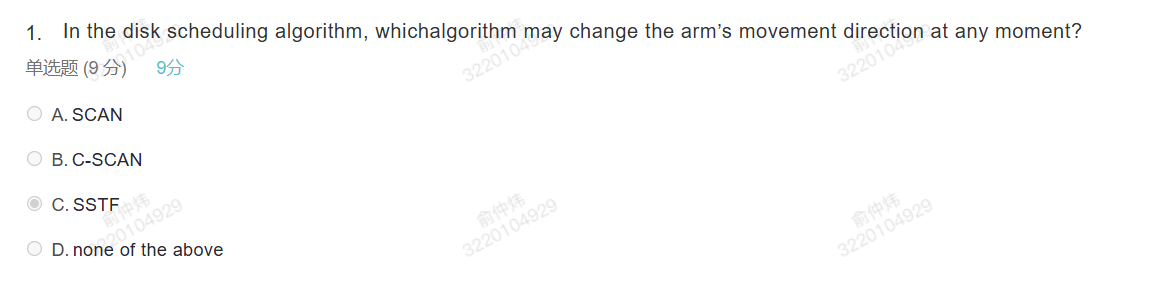 1. In the disk scheduling algorithm, whichalgorithm may change the arm's movement direction at any moment?
单选题 (9 分) 9分
A. SCAN
B. C-SCAN
C. SSTF
D. none of the above
俞仲炜
3220104929
俞仲炜
3220104929
俞仲炜
3220104929
俞仲炜
3220104929
俞仲炜
3220104929
俞仲炜
3220104929